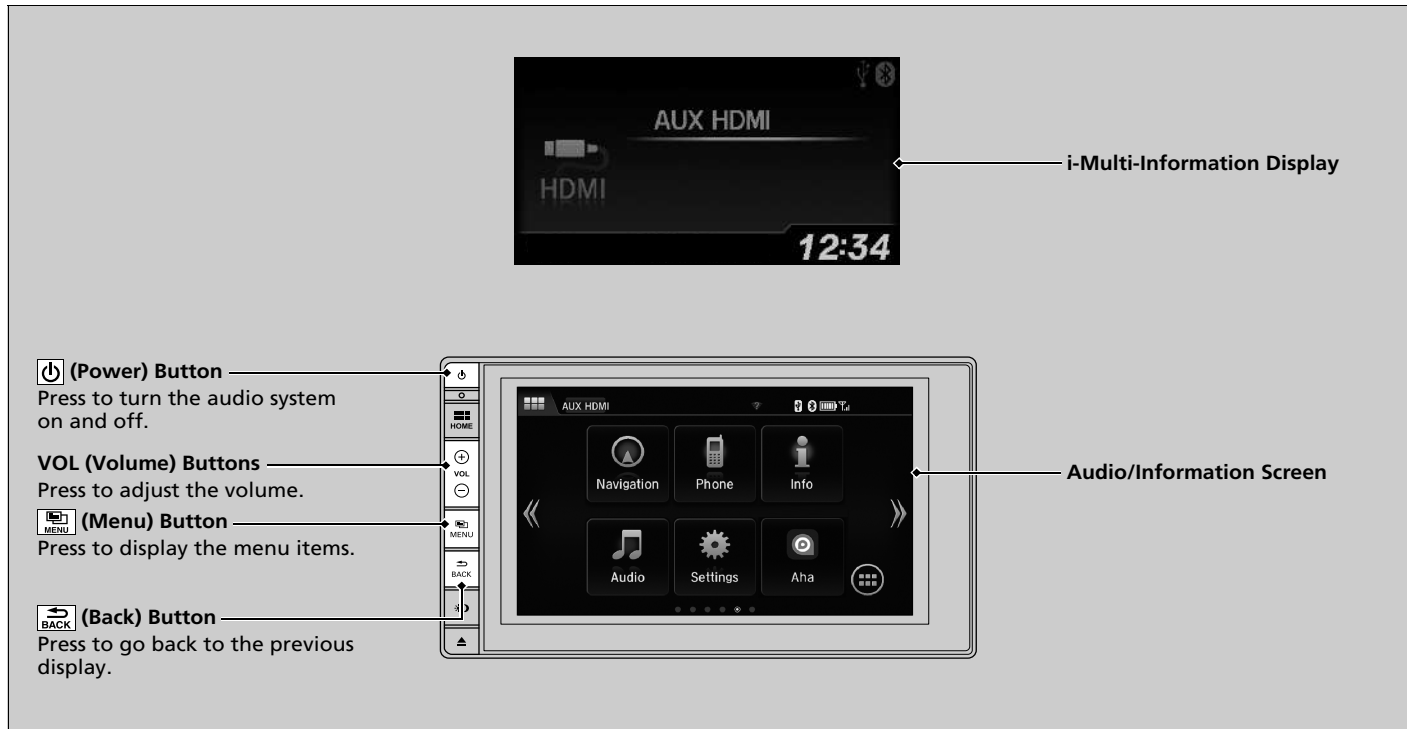 AUX HDMI
HDMI
12:34
i-Multi-Information Display
(Power) Button
Press to turn the audio system
on and off.
VOL (Volume) Buttons
Press to adjust the volume.
MENU (Menu) Button
Press to display the menu items.
BACK (Back) Button
Press to go back to the previous
display.
HOME
VOL
MENU
BACK
AUX HDMI
Navigation
Phone
Info
Audio
Settings
Aha
Audio/Information Screen